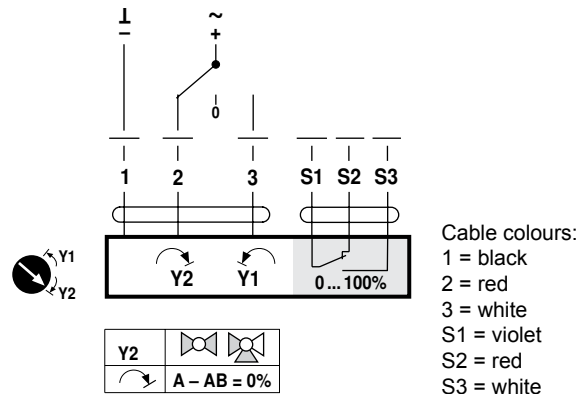 ⊥ ~
− +
0
1 2 3 S1 S2 S3
Y1
Y2
Y2 Y1
0 ... 100%
Y2
A – AB = 0%
Cable colours:
1 = black
2 = red
3 = white
S1 = violet
S2 = red
S3 = white